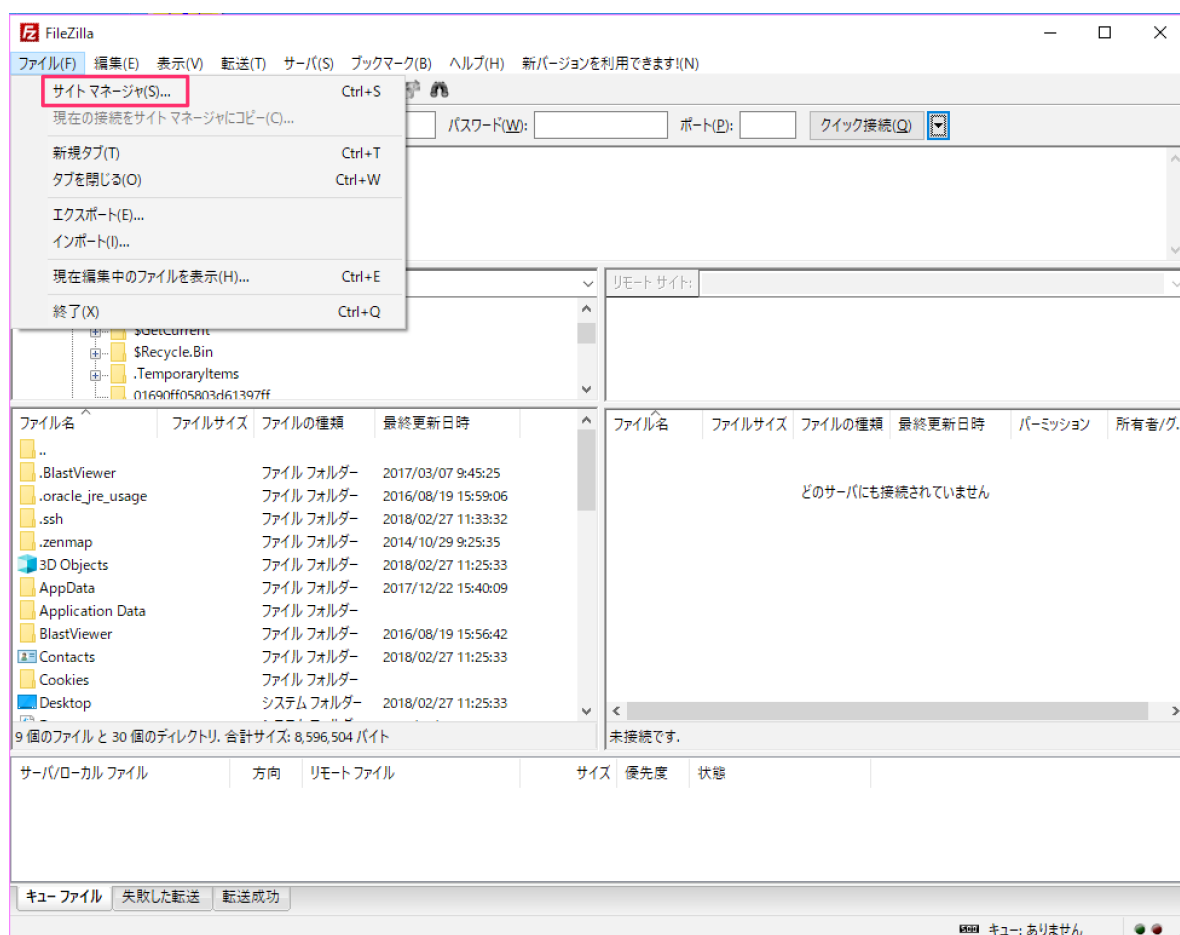 FileZilla
ファイル(F) 編集(E) 表示(V) 転送(T) サーバ(S) ブックマーク(B) ヘルプ(H) 新バージョンを利用できます!(N)
サイト マネージャ(S)... Ctrl+S
現在の接続をサイト マネージャにコピー(C)...
パスワード(W): ポート(P): クイック接続(Q)
新規タブ(T) Ctrl+T
タブを閉じる(O) Ctrl+W
エクスポート(E)...
インポート(I)...
現在編集中のファイルを表示(H)... Ctrl+E
リモート サイト:
終了(X) Ctrl+Q
$GetCurrent
$Recycle.Bin
.TemporaryItems
01690ff05803d61397ff
ファイル名 ファイルサイズ ファイルの種類 最終更新日時
..
.BlastViewer ファイル フォルダー 2017/03/07 9:45:25
.oracle_jre_usage ファイル フォルダー 2016/08/19 15:59:06
.ssh ファイル フォルダー 2018/02/27 11:33:32
.zenmap ファイル フォルダー 2014/10/29 9:25:35
3D Objects ファイル フォルダー 2018/02/27 11:25:33
AppData ファイル フォルダー 2017/12/22 15:40:09
Application Data ファイル フォルダー
BlastViewer ファイル フォルダー 2016/08/19 15:56:42
Contacts ファイル フォルダー 2018/02/27 11:25:33
Cookies ファイル フォルダー
Desktop システム フォルダー 2018/02/27 11:25:33
9 個のファイル と 30 個のディレクトリ. 合計サイズ: 8,596,504 バイト
ファイル名 ファイルサイズ ファイルの種類 最終更新日時 パーミッション 所有者/グ.
どのサーバにも接続されていません
未接続です.
サーバ/ローカル ファイル 方向 リモート ファイル サイズ 優先度 状態
キュー ファイル 失敗した転送 転送成功
キュー: ありません